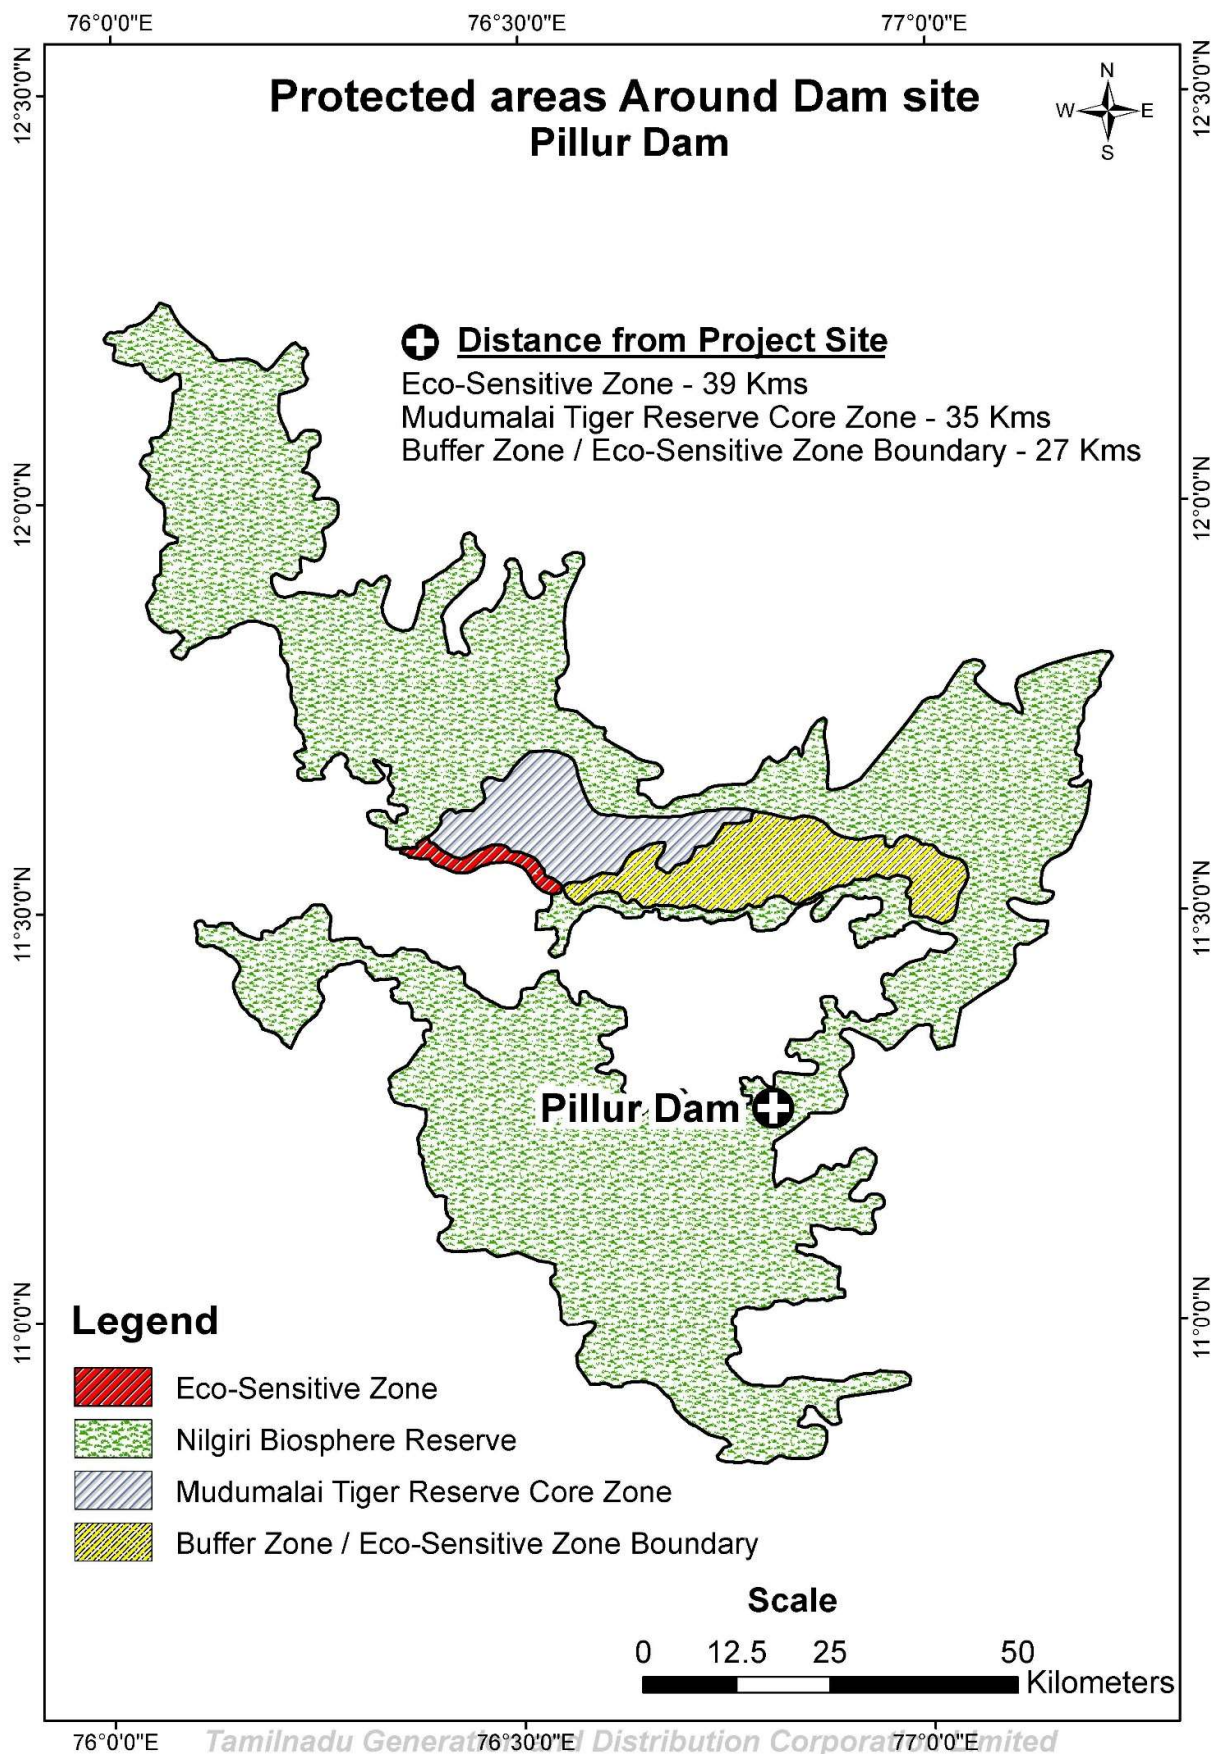 76°0'0"E 76°30'0"E 77°0'0"E
Protected areas Around Dam site
Pillur Dam
N
W E
S
12°30'0"N 12°30'0"N
Distance from Project Site
Eco-Sensitive Zone - 39 Kms
Mudumalai Tiger Reserve Core Zone - 35 Kms
Buffer Zone / Eco-Sensitive Zone Boundary - 27 Kms
12°0'0"N 12°0'0"N
11°30'0"N 11°30'0"N
Pillur Dam
11°0'0"N 11°0'0"N
Legend
Eco-Sensitive Zone
Nilgiri Biosphere Reserve
Mudumalai Tiger Reserve Core Zone
Buffer Zone / Eco-Sensitive Zone Boundary
Scale
0 12.5 25 50
Kilometers
76°0'0"E 76°30'0"E 77°0'0"E
Tamilnadu Generation and Distribution Corporation Limited